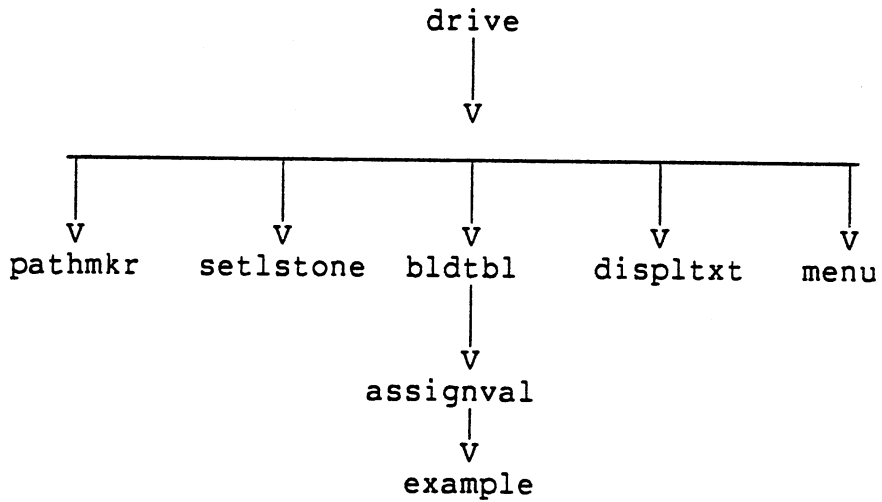 drive
V
V V V V V
pathmkr setlstone bldtbl displtxt menu
V
assignval
V
example